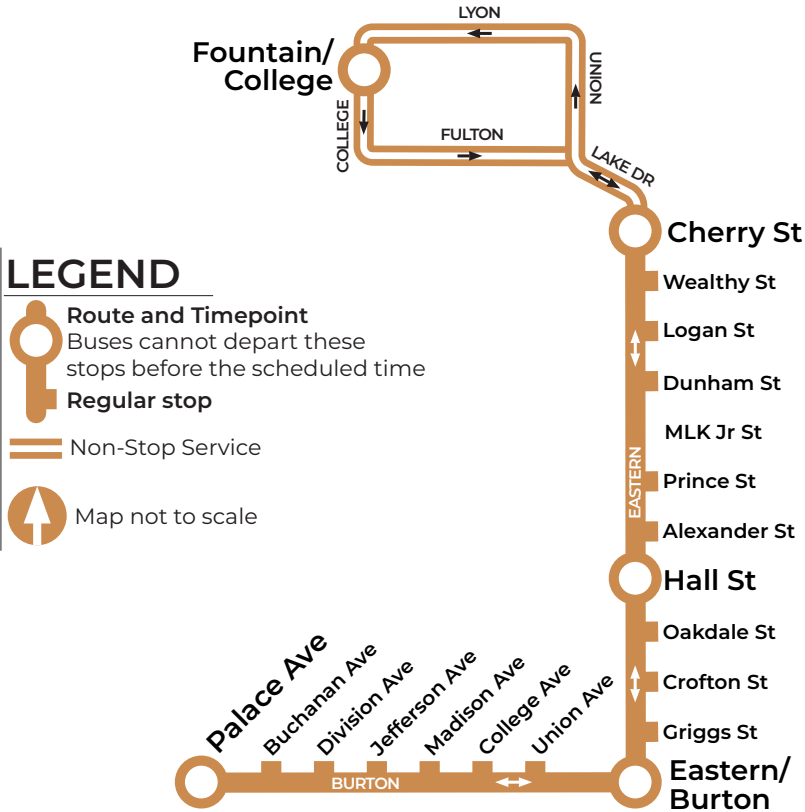 LYON
Fountain/
College
UNION
COLLEGE
FULTON
LAKE DR
Cherry St
LEGEND
Route and Timepoint
Buses cannot depart these
stops before the scheduled time
Regular stop
Non-Stop Service
Map not to scale
Wealthy St
Logan St
Dunham St
MLK Jr St
EASTERN
Prince St
Alexander St
Hall St
Oakdale St
Crofton St
Griggs St
Eastern/
Burton
Palace Ave
Buchanan Ave
Division Ave
Jefferson Ave
Madison Ave
College Ave
Union Ave
BURTON